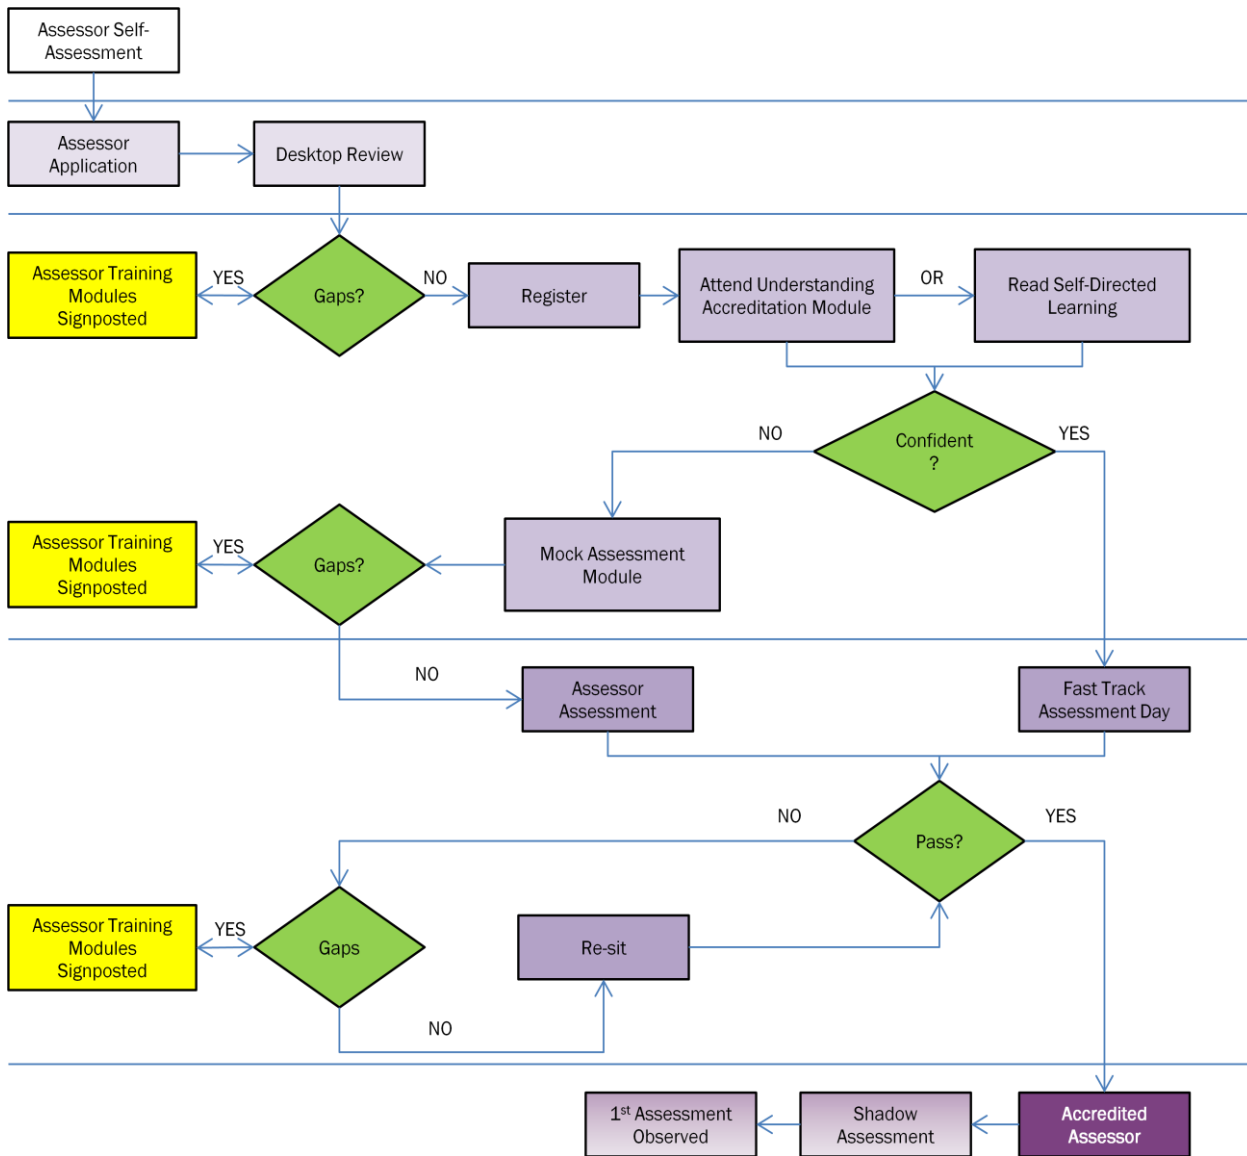 Assessor Self-
Assessment
Assessor
Application
Desktop Review
Assessor Training
Modules
Signposted
YES
Gaps?
NO
Register
Attend Understanding
Accreditation Module
OR
Read Self-Directed
Learning
NO
Confident
?
YES
Assessor Training
Modules
Signposted
YES
Gaps?
Mock Assessment
Module
NO
Assessor
Assessment
Fast Track
Assessment Day
NO
Pass?
YES
Assessor Training
Modules
Signposted
YES
Gaps
Re-sit
NO
1st Assessment
Observed
Shadow
Assessment
Accredited
Assessor